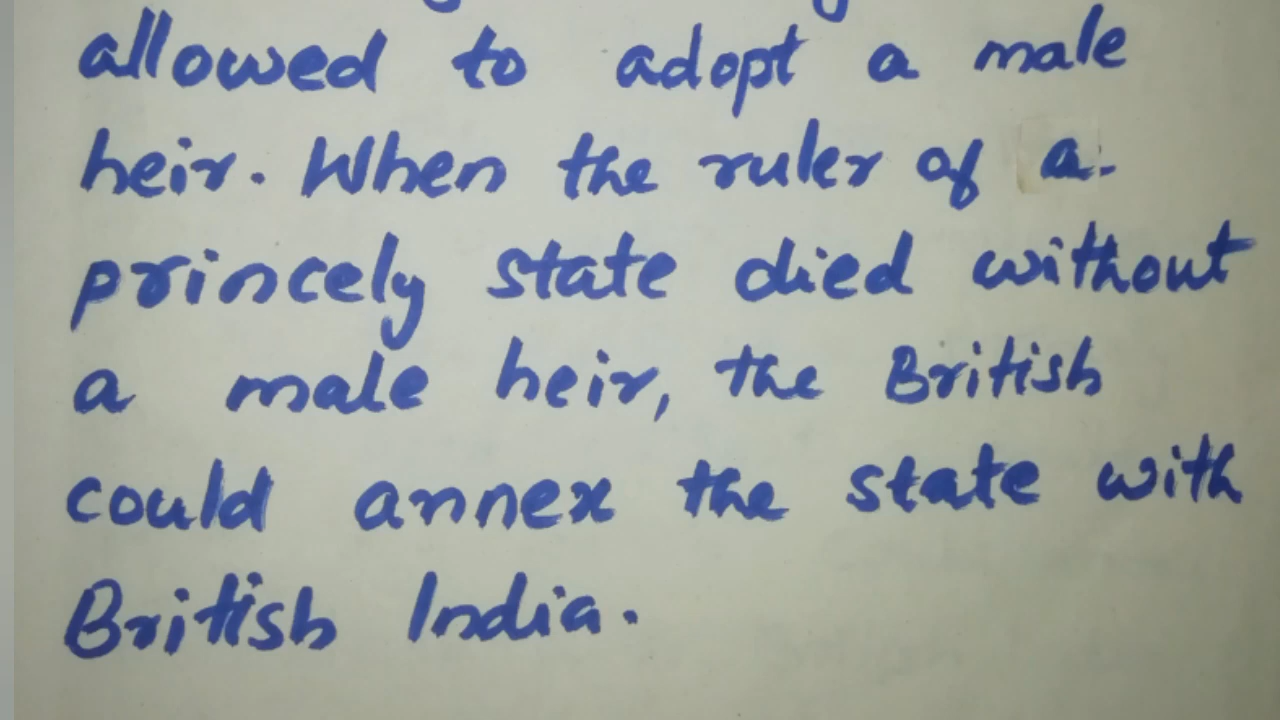 allowed to adopt a male
heir. When the ruler of a.
princely state died without
a male heir, the British
could annex the state with
British India.